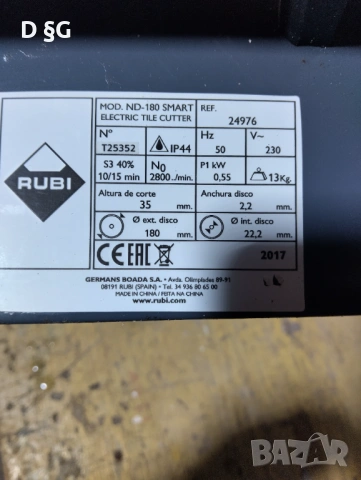 D §G
MOD. ND-180 SMART
ELECTRIC TILE CUTTER
REF.
24976
Nº
T25352
IP44
Hz
50
V~
230
S3 40%
10/15 min
N0
2800../min.
P1 kW
0,55
13Kg.
Altura de corte
35 mm.
Anchura disco
2,2 mm.
Ø ext. disco
180 mm.
Ø int. disco
22,2 mm.
RUBI
CE EAC
2017
GERMANS BOADA S.A. • Avda. Olimpíades 89-91
08191 RUBI (SPAIN) • Tel. 34 936 80 65 00
MADE IN CHINA / FEITA NA CHINA
www.rubi.com
BAZAR